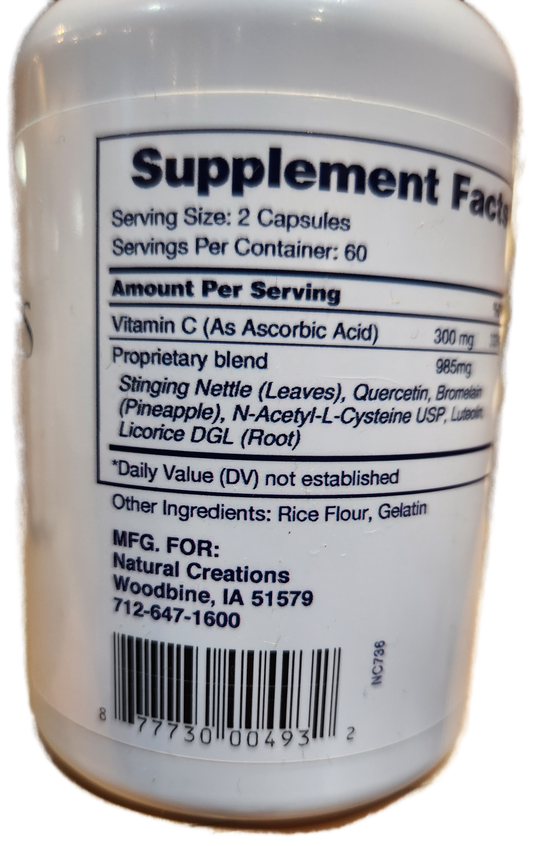 Supplement Facts
Serving Size: 2 Capsules
Servings Per Container: 60
Amount Per Serving
Vitamin C (As Ascorbic Acid) 300 mg
Proprietary blend 985mg
Stinging Nettle (Leaves), Quercetin, Bromelain
(Pineapple), N-Acetyl-L-Cysteine USP, Luteolin,
Licorice DGL (Root)
*Daily Value (DV) not established
Other Ingredients: Rice Flour, Gelatin
MFG. FOR:
Natural Creations
Woodbine, IA 51579
712-647-1600
NC736
8 77730 00493 2